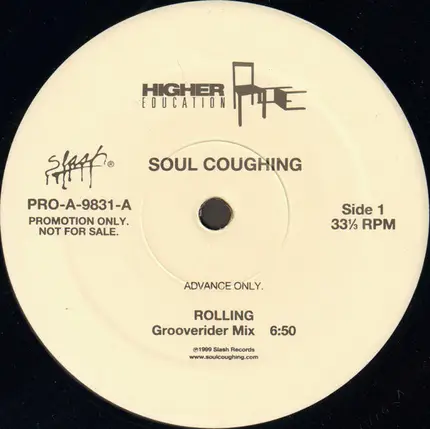 HIGHER
EDUCATION
Slash ®
SOUL COUGHING
PRO-A-9831-A
PROMOTION ONLY.
NOT FOR SALE.
Side 1
33⅓ RPM
ADVANCE ONLY.
ROLLING
Grooverider Mix 6:50
℗1999 Slash Records
www.soulcoughing.com